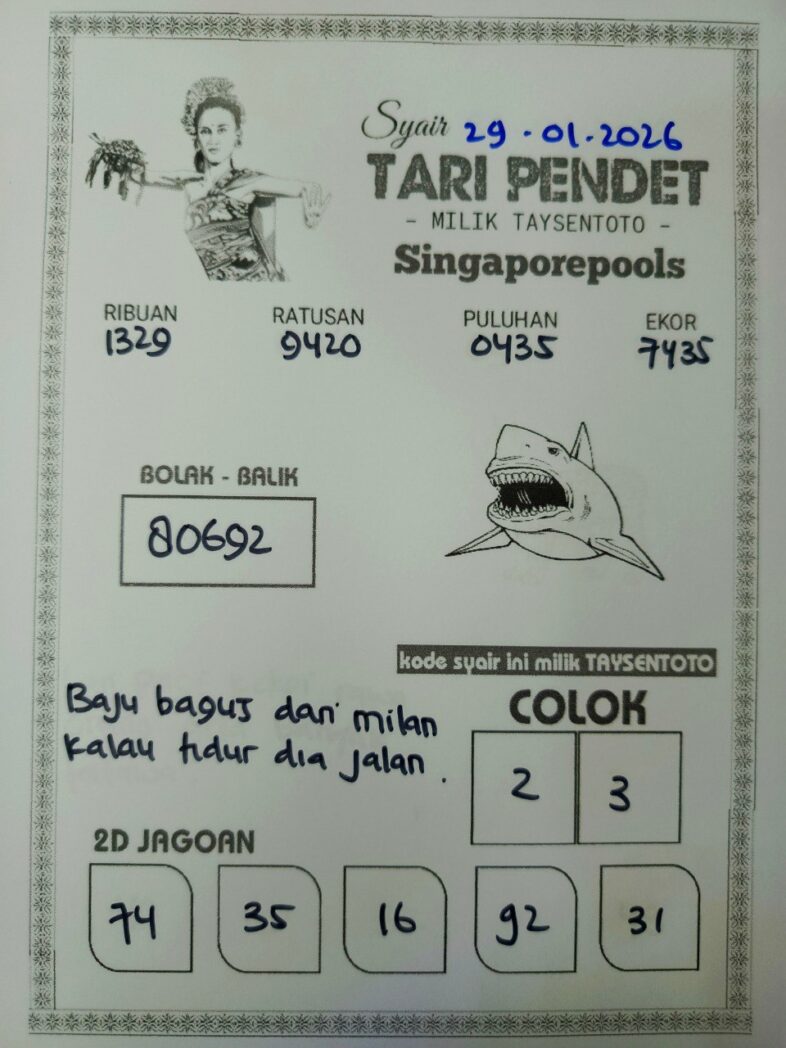 Syair 29.01.2026
TARI PENDET
- MILIK TAYSENTOTO -
Singaporepools
RIBUAN RATUSAN PULUHAN EKOR
1329 9420 0435 7435
BOLAK - BALIK
80692
kode syair ini milik TAYSENTOTO
Baju bagus dari milan
kalau tidur dia jalan.
COLOK
2 3
2D JAGOAN
74 35 16 92 31